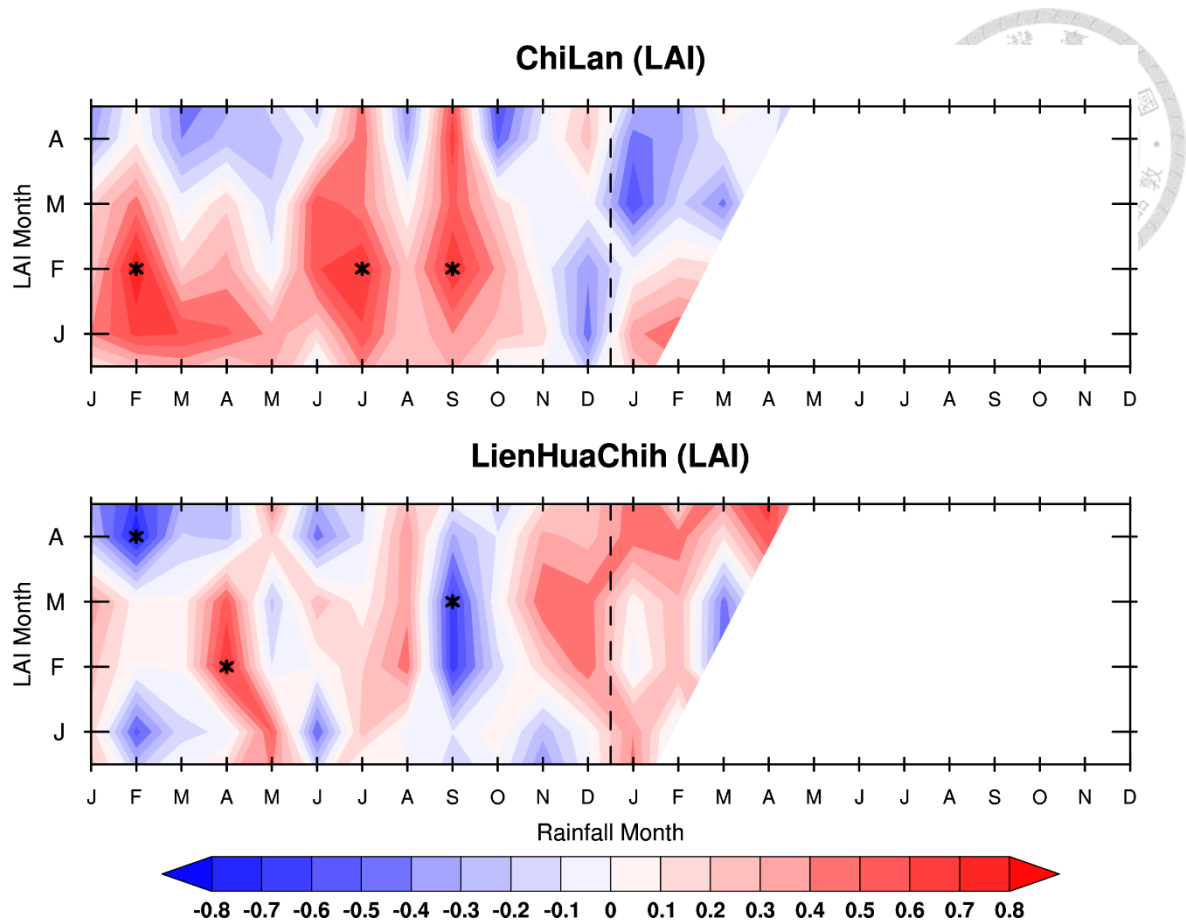 ChiLan (LAI)
LAI Month
A
M
F
J
J F M A M J J A S O N D J F M A M J J A S O N D
LienHuaChih (LAI)
LAI Month
A
M
F
J
J F M A M J J A S O N D J F M A M J J A S O N D
Rainfall Month
-0.8 -0.7 -0.6 -0.5 -0.4 -0.3 -0.2 -0.1 0 0.1 0.2 0.3 0.4 0.5 0.6 0.7 0.8
國
敦